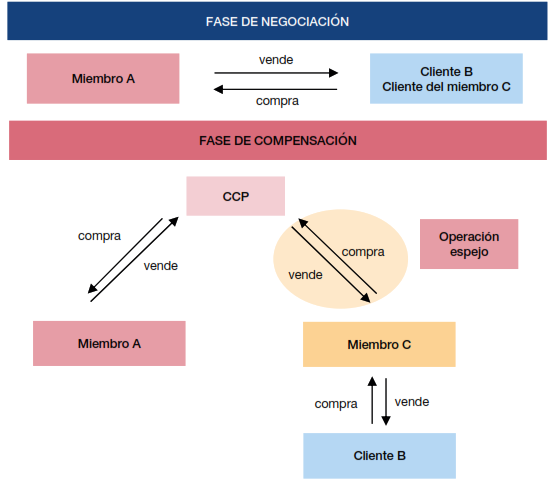 FASE DE NEGOCIACIÓN
vende
Miembro A
Cliente B
Cliente del miembro C
compra
FASE DE COMPENSACIÓN
CCP
compra
vende
compra
vende
Operación
espejo
Miembro A
Miembro C
compra
vende
Cliente B